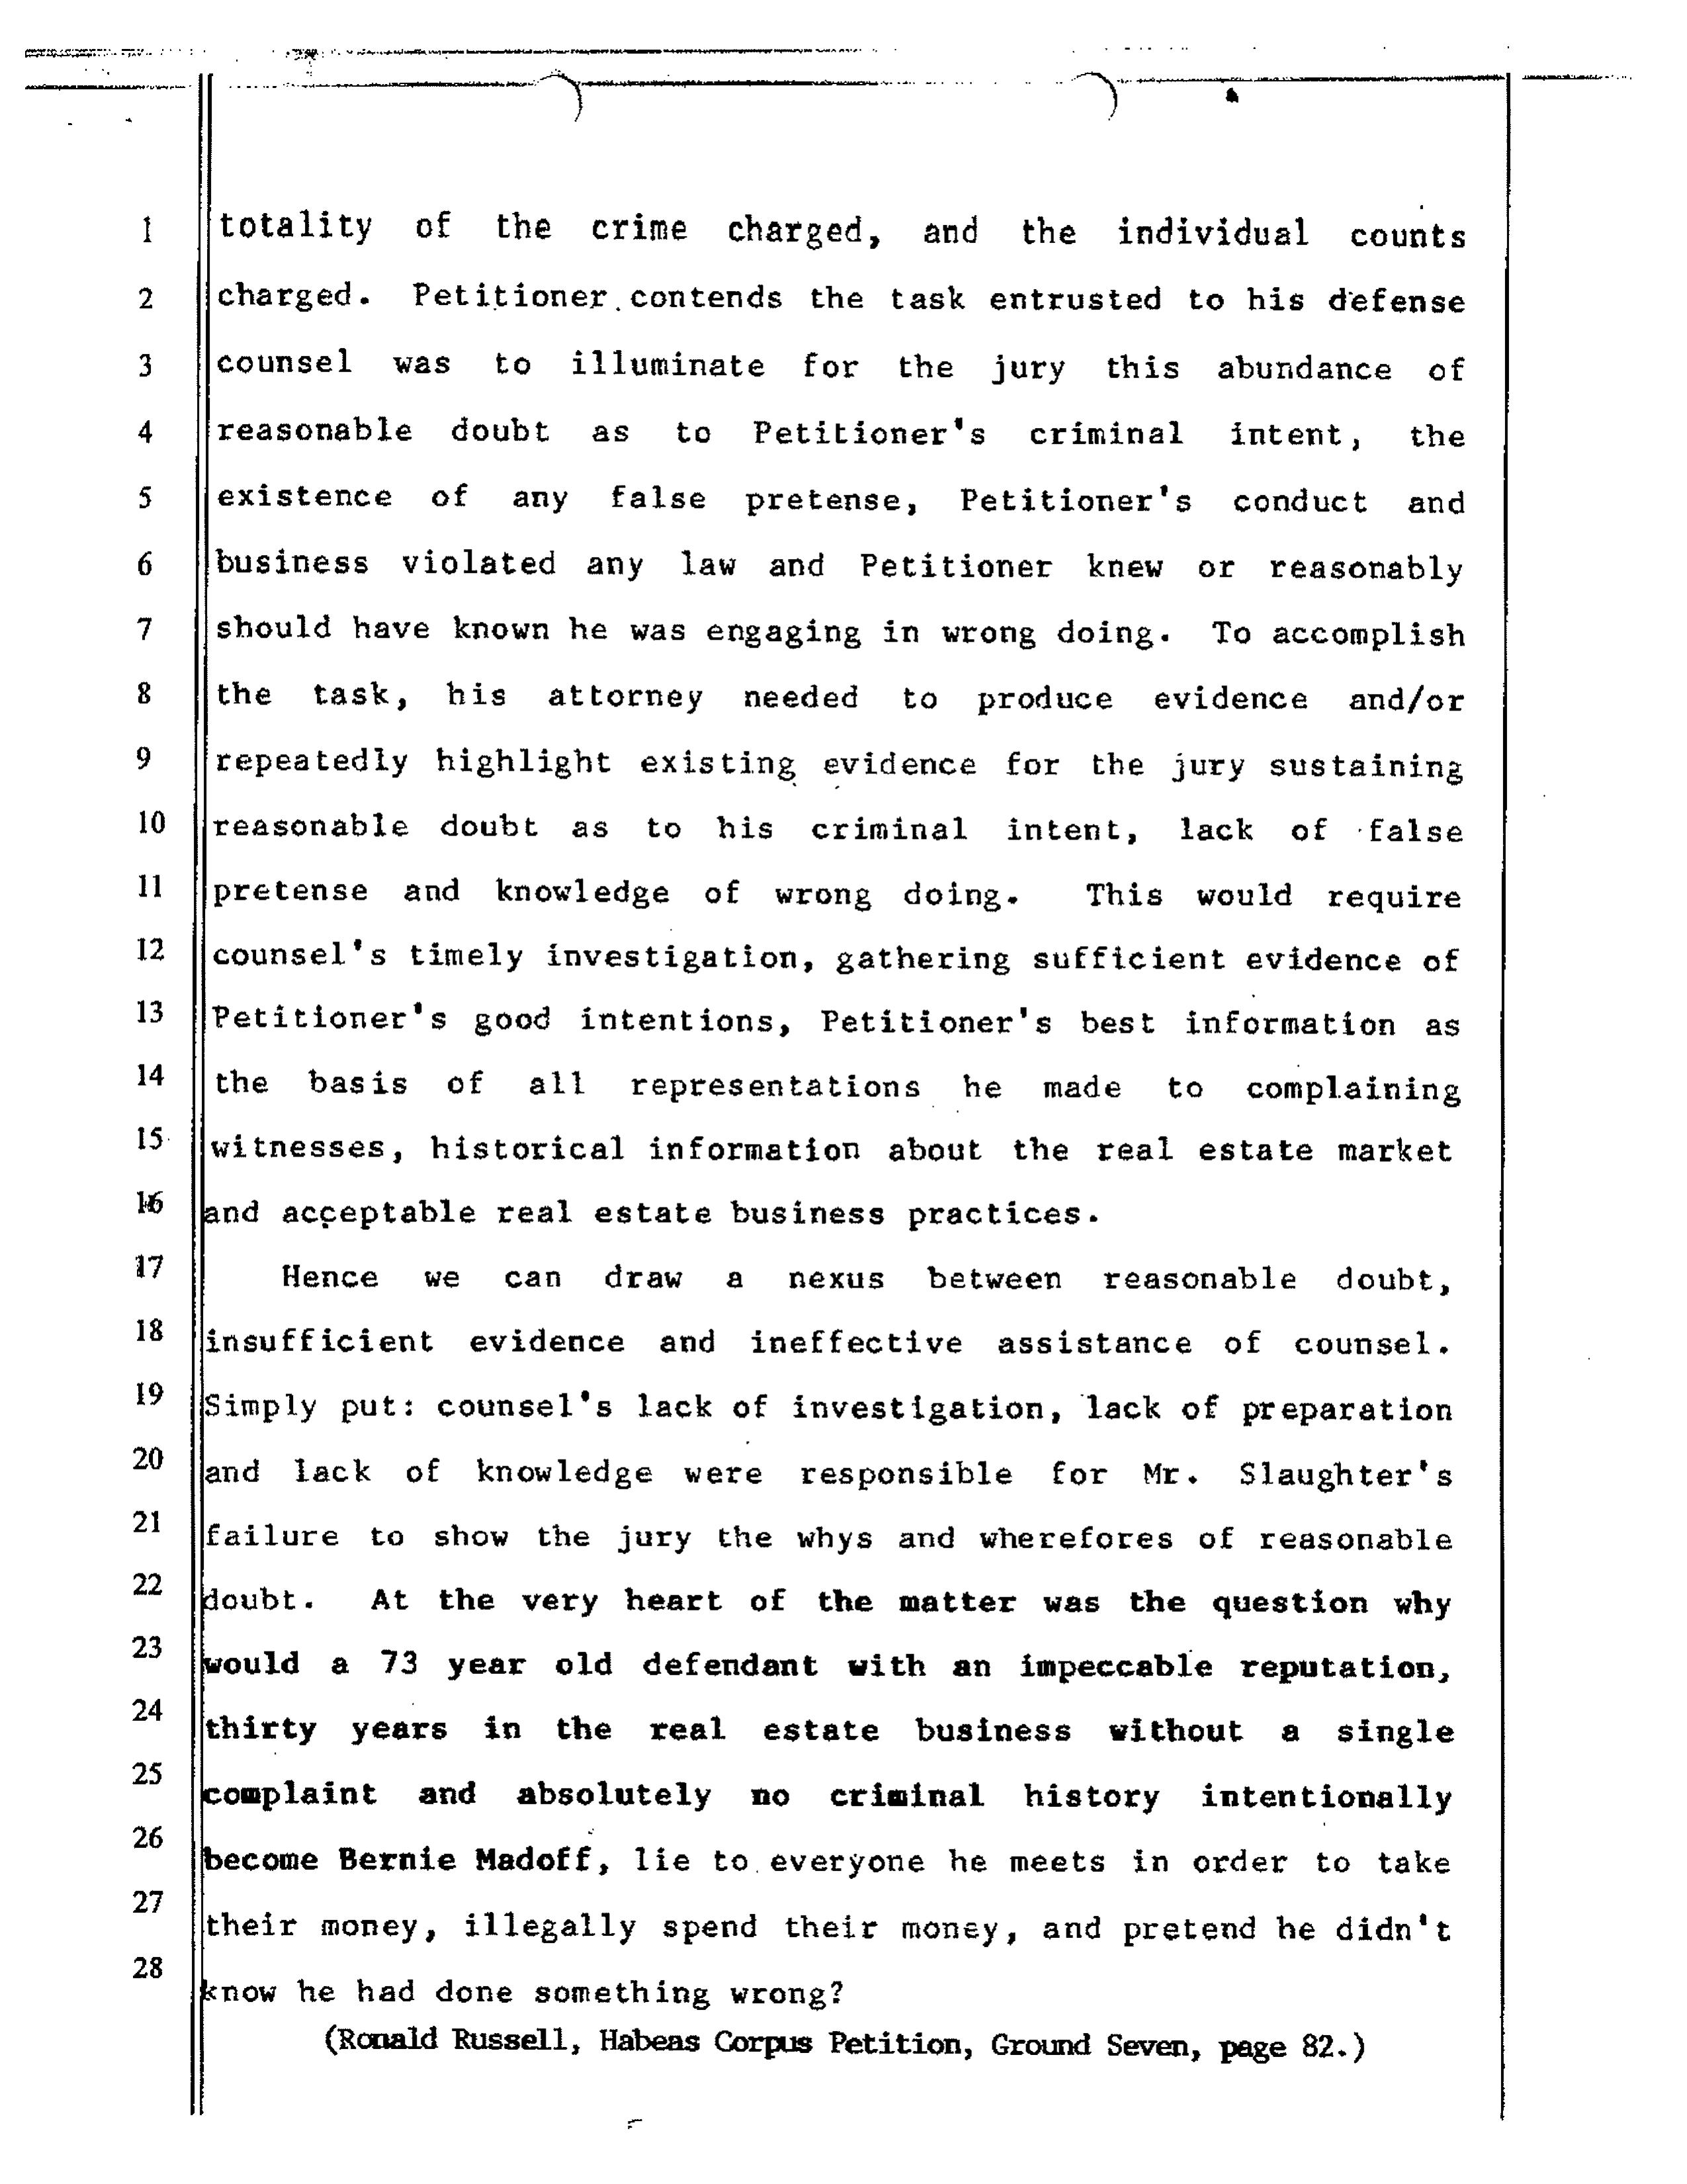 1 totality of the crime charged, and the individual counts
2 charged. Petitioner contends the task entrusted to his defense
3 counsel was to illuminate for the jury this abundance of
4 reasonable doubt as to Petitioner's criminal intent, the
5 existence of any false pretense, Petitioner's conduct and
6 business violated any law and Petitioner knew or reasonably
7 should have known he was engaging in wrong doing. To accomplish
8 the task, his attorney needed to produce evidence and/or
9 repeatedly highlight existing evidence for the jury sustaining
10 reasonable doubt as to his criminal intent, lack of false
11 pretense and knowledge of wrong doing. This would require
12 counsel's timely investigation, gathering sufficient evidence of
13 Petitioner's good intentions, Petitioner's best information as
14 the basis of all representations he made to complaining
15 witnesses, historical information about the real estate market
16 and acceptable real estate business practices.
17 Hence we can draw a nexus between reasonable doubt,
18 insufficient evidence and ineffective assistance of counsel.
19 Simply put: counsel's lack of investigation, lack of preparation
20 and lack of knowledge were responsible for Mr. Slaughter's
21 failure to show the jury the whys and wherefores of reasonable
22 doubt. At the very heart of the matter was the question why
23 would a 73 year old defendant with an impeccable reputation,
24 thirty years in the real estate business without a single
25 complaint and absolutely no criminal history intentionally
26 become Bernie Madoff, lie to everyone he meets in order to take
27 their money, illegally spend their money, and pretend he didn't
28 know he had done something wrong?
(Ronald Russell, Habeas Corpus Petition, Ground Seven, page 82.)